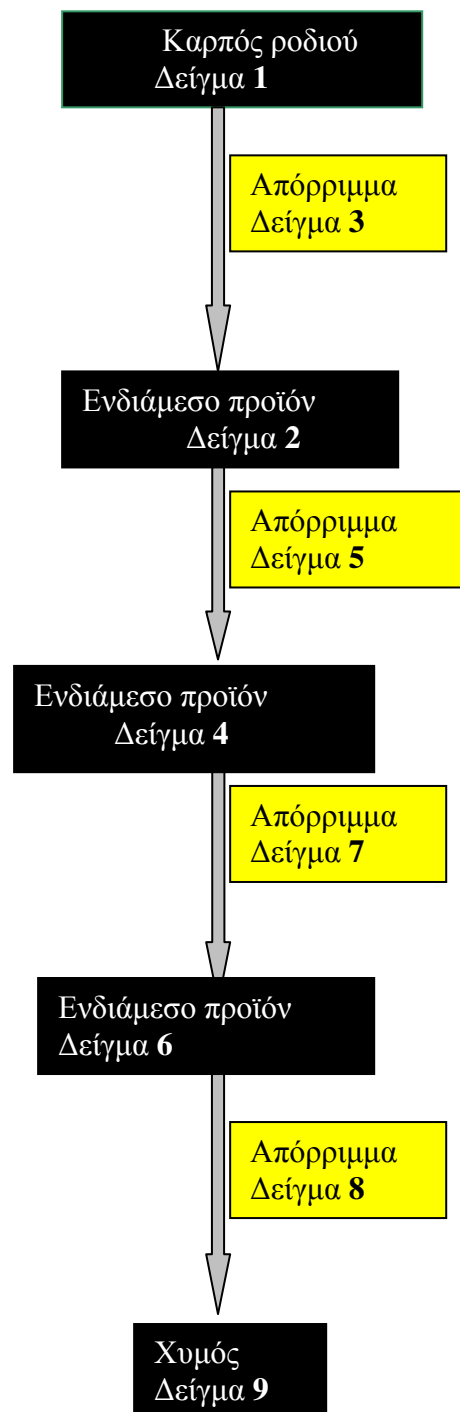 Καρπός ροδιού
Δείγμα 1
Απόρριμμα
Δείγμα 3
Ενδιάμεσο προϊόν
Δείγμα 2
Απόρριμμα
Δείγμα 5
Ενδιάμεσο προϊόν
Δείγμα 4
Απόρριμμα
Δείγμα 7
Ενδιάμεσο προϊόν
Δείγμα 6
Απόρριμμα
Δείγμα 8
Χυμός
Δείγμα 9